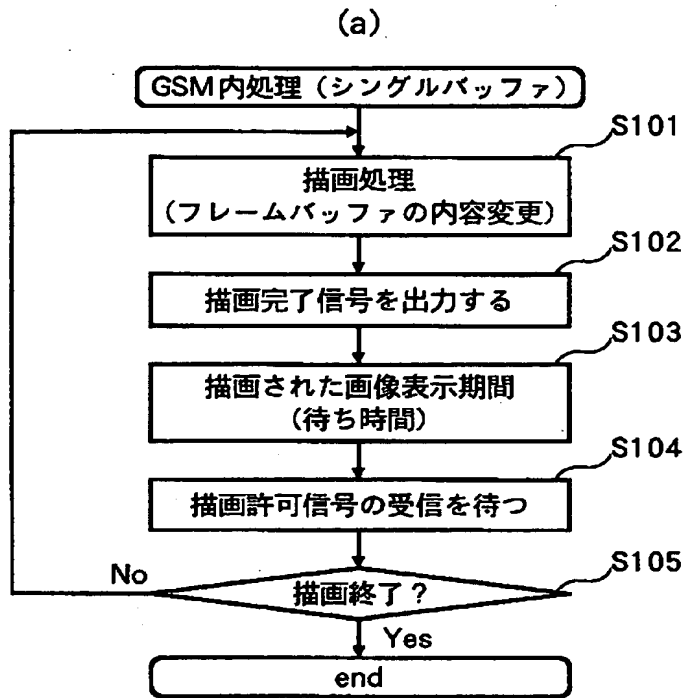 (a)
GSM内処理（シングルバッファ）
S101
描画処理
（フレームバッファの内容変更）
S102
描画完了信号を出力する
S103
描画された画像表示期間
（待ち時間）
S104
描画許可信号の受信を待つ
S105
No
描画終了？
Yes
end